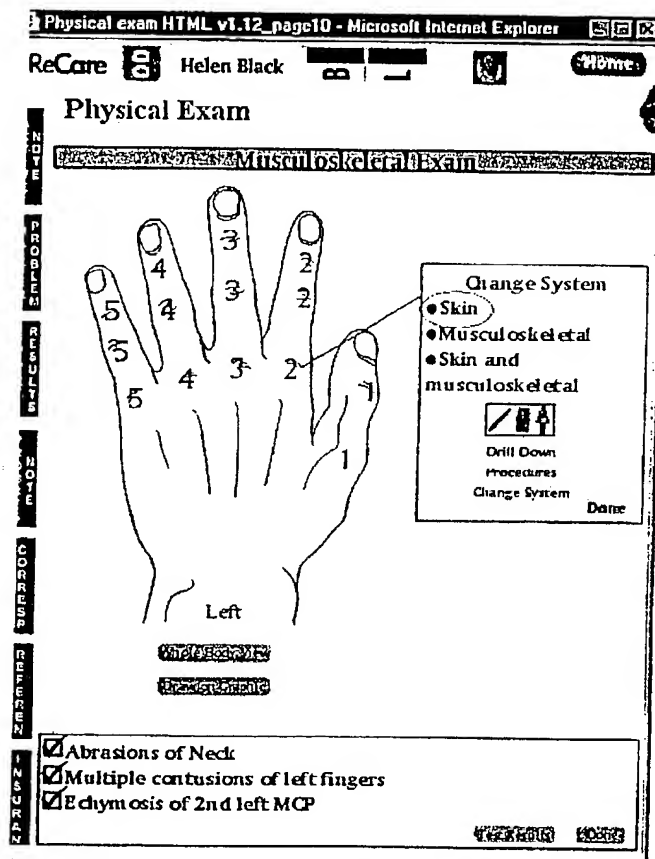 Physical exam HTML v1.12_page10 - Microsoft Internet Explorer
ReCare
Helen Black
B | L
Home
Physical Exam
Musculoskeletal Exam
NOTE
PROBLEM
RESULTS
NOTE
CORRESP
REFEREN
INSURAN
3
4 3 2
5 4 3 2
5
5 4 3 2 1
1
Left
Change System
Skin
Musculoskeletal
Skin and
musculoskeletal
Drill Down
Procedures
Change System
Done
Abrasions of Neck
Multiple contusions of left fingers
Echymosis of 2nd left MCP